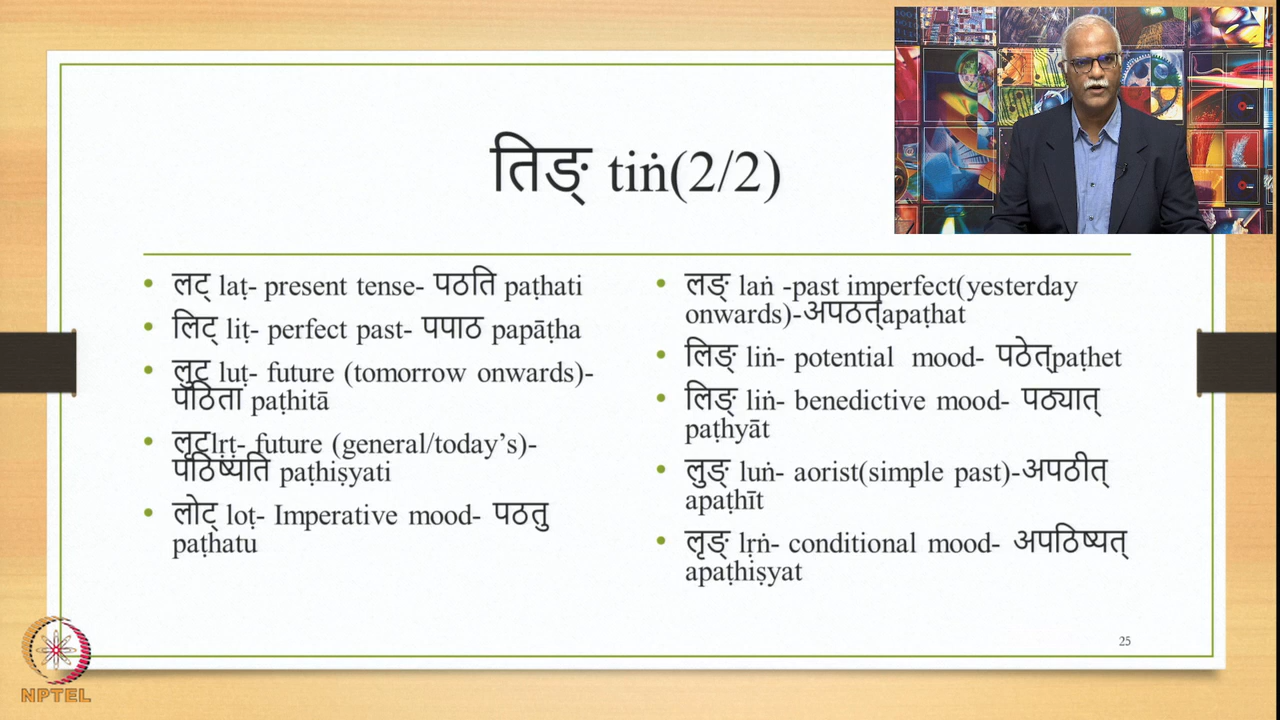 तिङ् tiṅ(2/2)
• लट् laṭ- present tense- पठति paṭhati
• लिट् liṭ- perfect past- पपाठ papāṭha
• लुट् luṭ- future (tomorrow onwards)-
पठिता paṭhitā
• लृट्lṛṭ- future (general/today’s)-
पठिष्यति paṭhiṣyati
• लोट् loṭ- Imperative mood- पठतु
paṭhatu
• लङ् laṅ -past imperfect(yesterday
onwards)-अपठत्apaṭhat
• लिङ् liṅ- potential mood- पठेत्paṭhet
• लिङ् liṅ- benedictive mood- पठ्यात्
paṭhyāt
• लुङ् luṅ- aorist(simple past)-अपठीत्
apaṭhīt
• लृङ् lṛṅ- conditional mood- अपठिष्यत्
apaṭhiṣyat
25
NPTEL